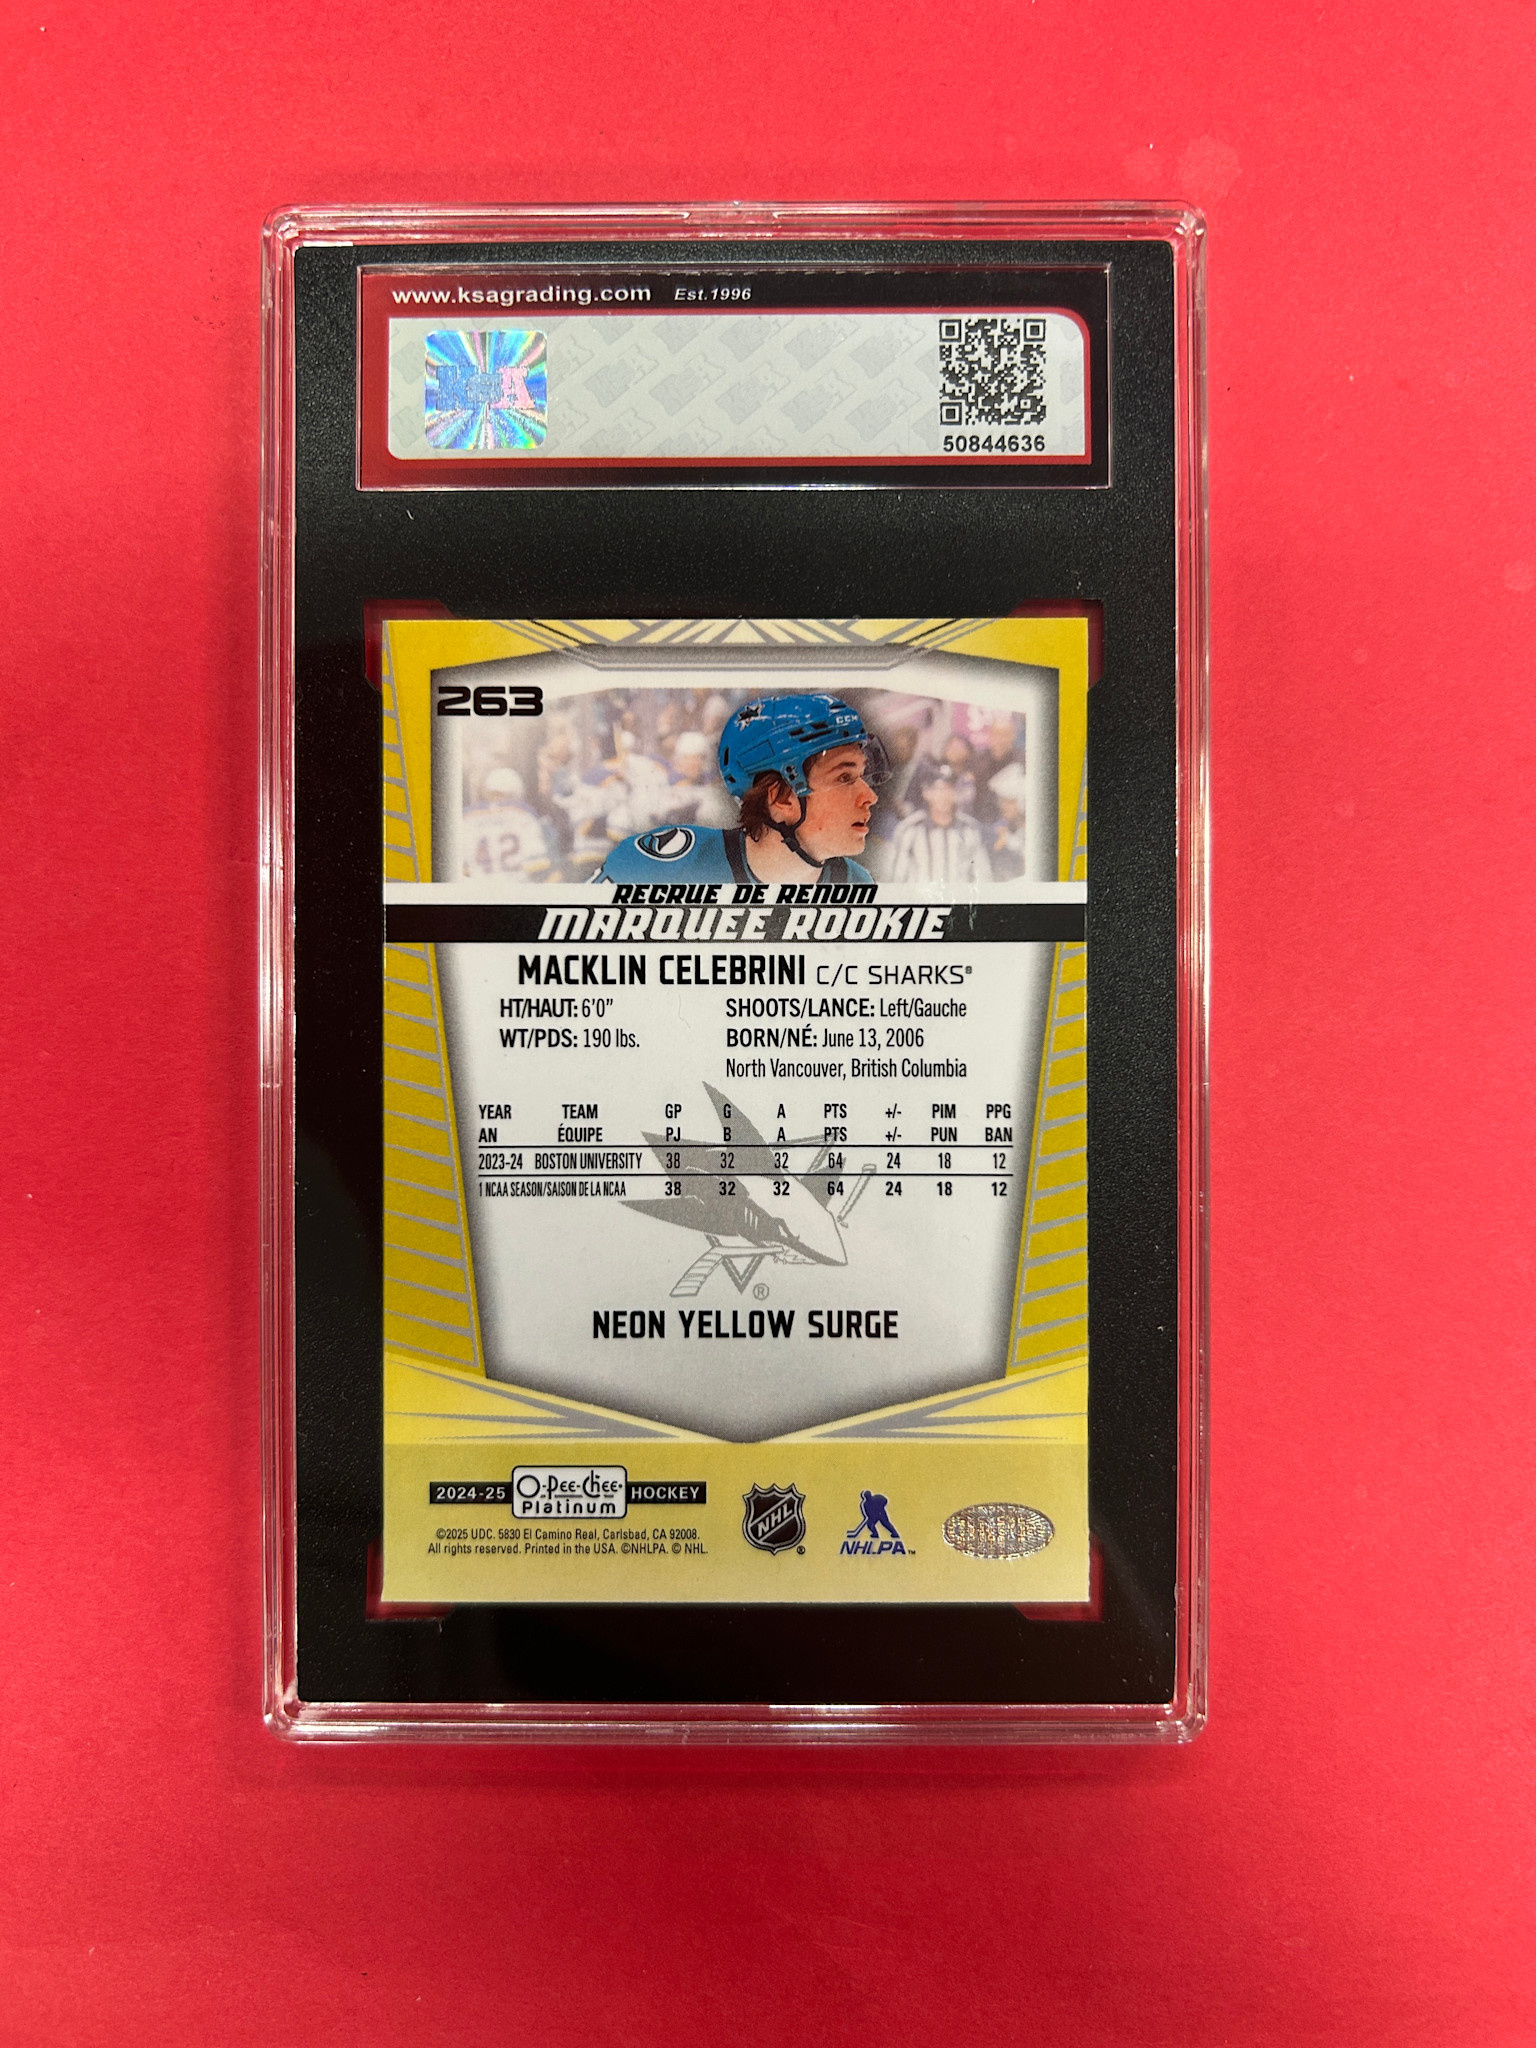 www.ksagrading.com Est.1996
KSA
50844636
263
CCM
42
RECRUE DE RENOM
MARQUEE ROOKIE
MACKLIN CELEBRINI C/C SHARKS®
HT/HAUT: 6'0" SHOOTS/LANCE: Left/Gauche
WT/PDS: 190 lbs. BORN/NÉ: June 13, 2006
North Vancouver, British Columbia
YEAR TEAM GP G A PTS +/- PIM PPG
AN ÉQUIPE PJ B A PTS +/- PUN BAN
2023-24 BOSTON UNIVERSITY 38 32 32 64 24 18 12
1 NCAA SEASON/SAISON DE LA NCAA 38 32 32 64 24 18 12
®
NEON YELLOW SURGE
2024-25 O-Pee-Chee® Platinum HOCKEY
©2025 UDC. 5830 El Camino Real, Carlsbad, CA 92008.
All rights reserved. Printed in the USA. ©NHLPA. © NHL.
NHL®
NHLPA™